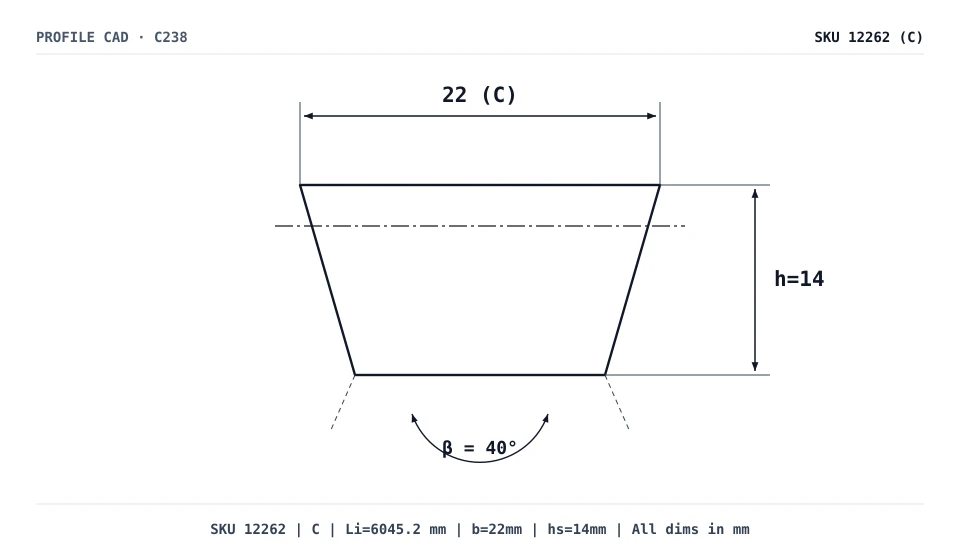 PROFILE CAD · C238
SKU 12262 (C)
22 (C)
h=14
β = 40°
SKU 12262 | C | Li=6045.2 mm | b=22mm | hs=14mm | All dims in mm